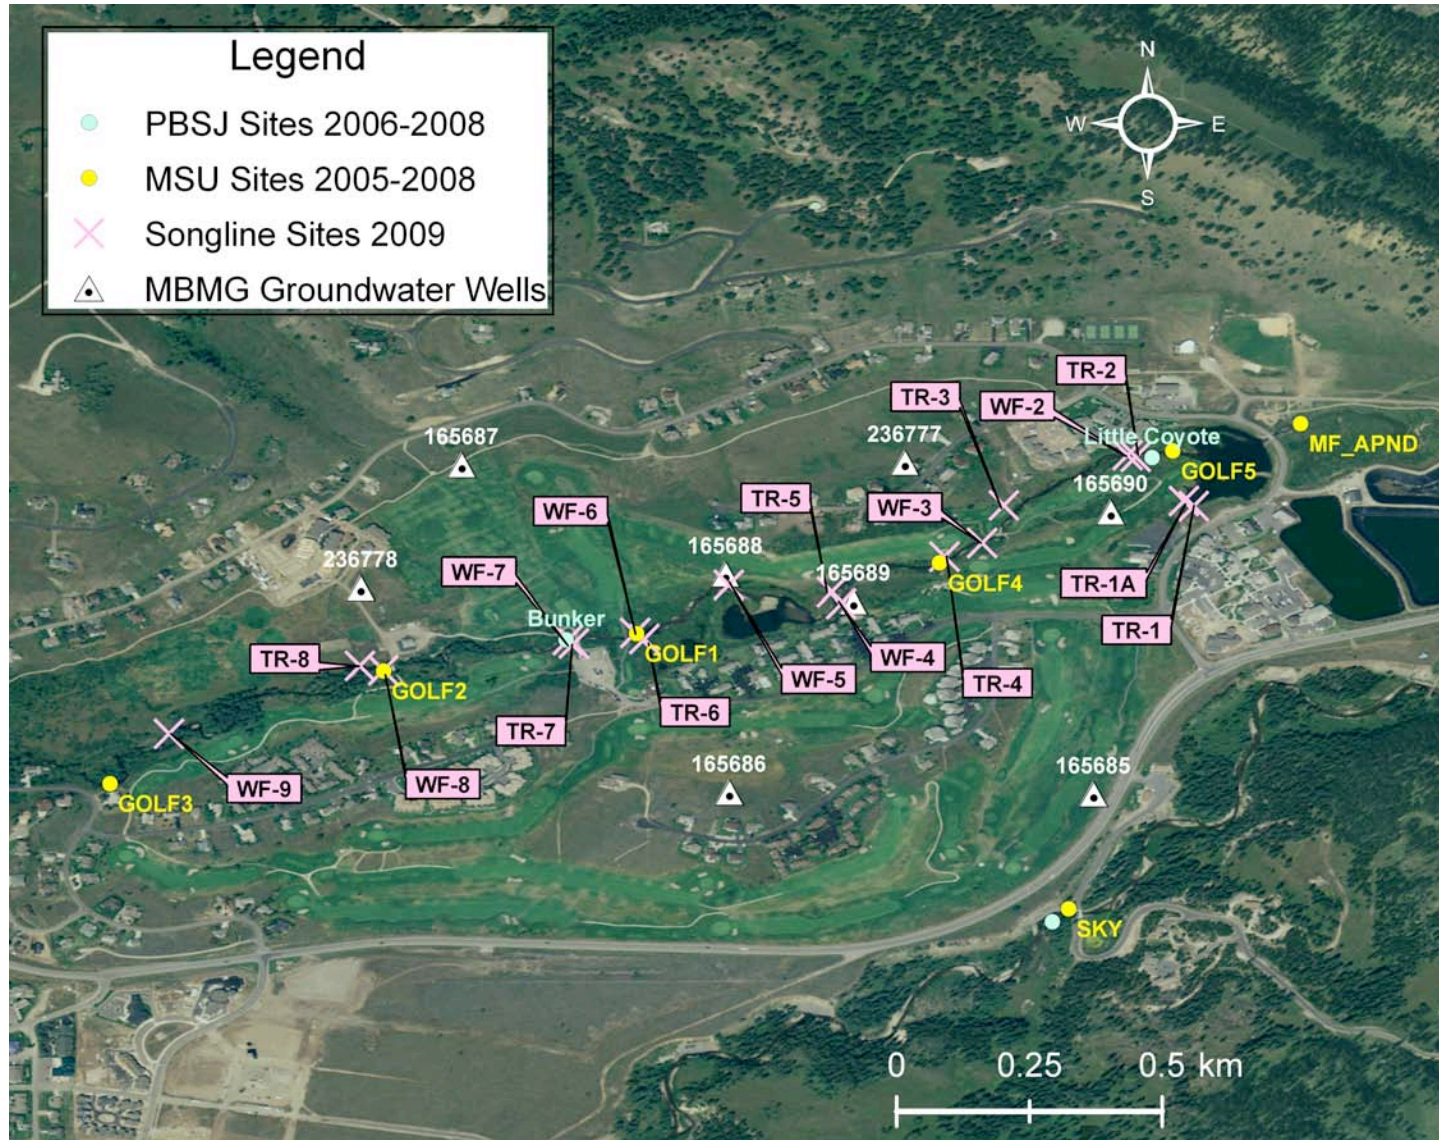 Legend
PBSJ Sites 2006-2008
MSU Sites 2005-2008
Songline Sites 2009
MBMG Groundwater Wells
N
W
E
S
TR-2
TR-3
WF-2
Little Coyote
MF_APND
165687
236777
GOLF5
165690
TR-5
WF-3
WF-6
165688
236778
WF-7
165689
GOLF4
TR-1A
Bunker
TR-1
GOLF1
WF-4
TR-8
GOLF2
WF-5
TR-4
TR-6
TR-7
165686
165685
WF-9
WF-8
GOLF3
SKY
0 0.25 0.5 km